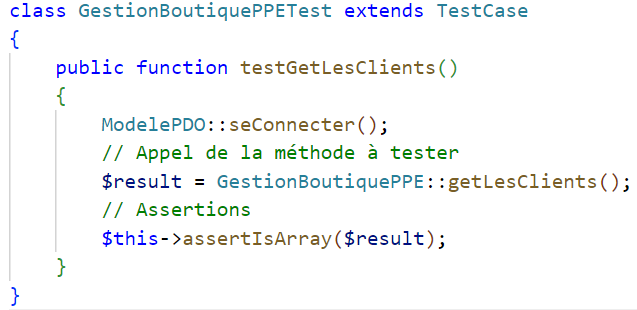 class GestionBoutiquePPETest extends TestCase
{
    public function testGetLesClients()
    {
        ModelePDO::seConnecter();
        // Appel de la méthode à tester
        $result = GestionBoutiquePPE::getLesClients();
        // Assertions
        $this->assertIsArray($result);
    }
}